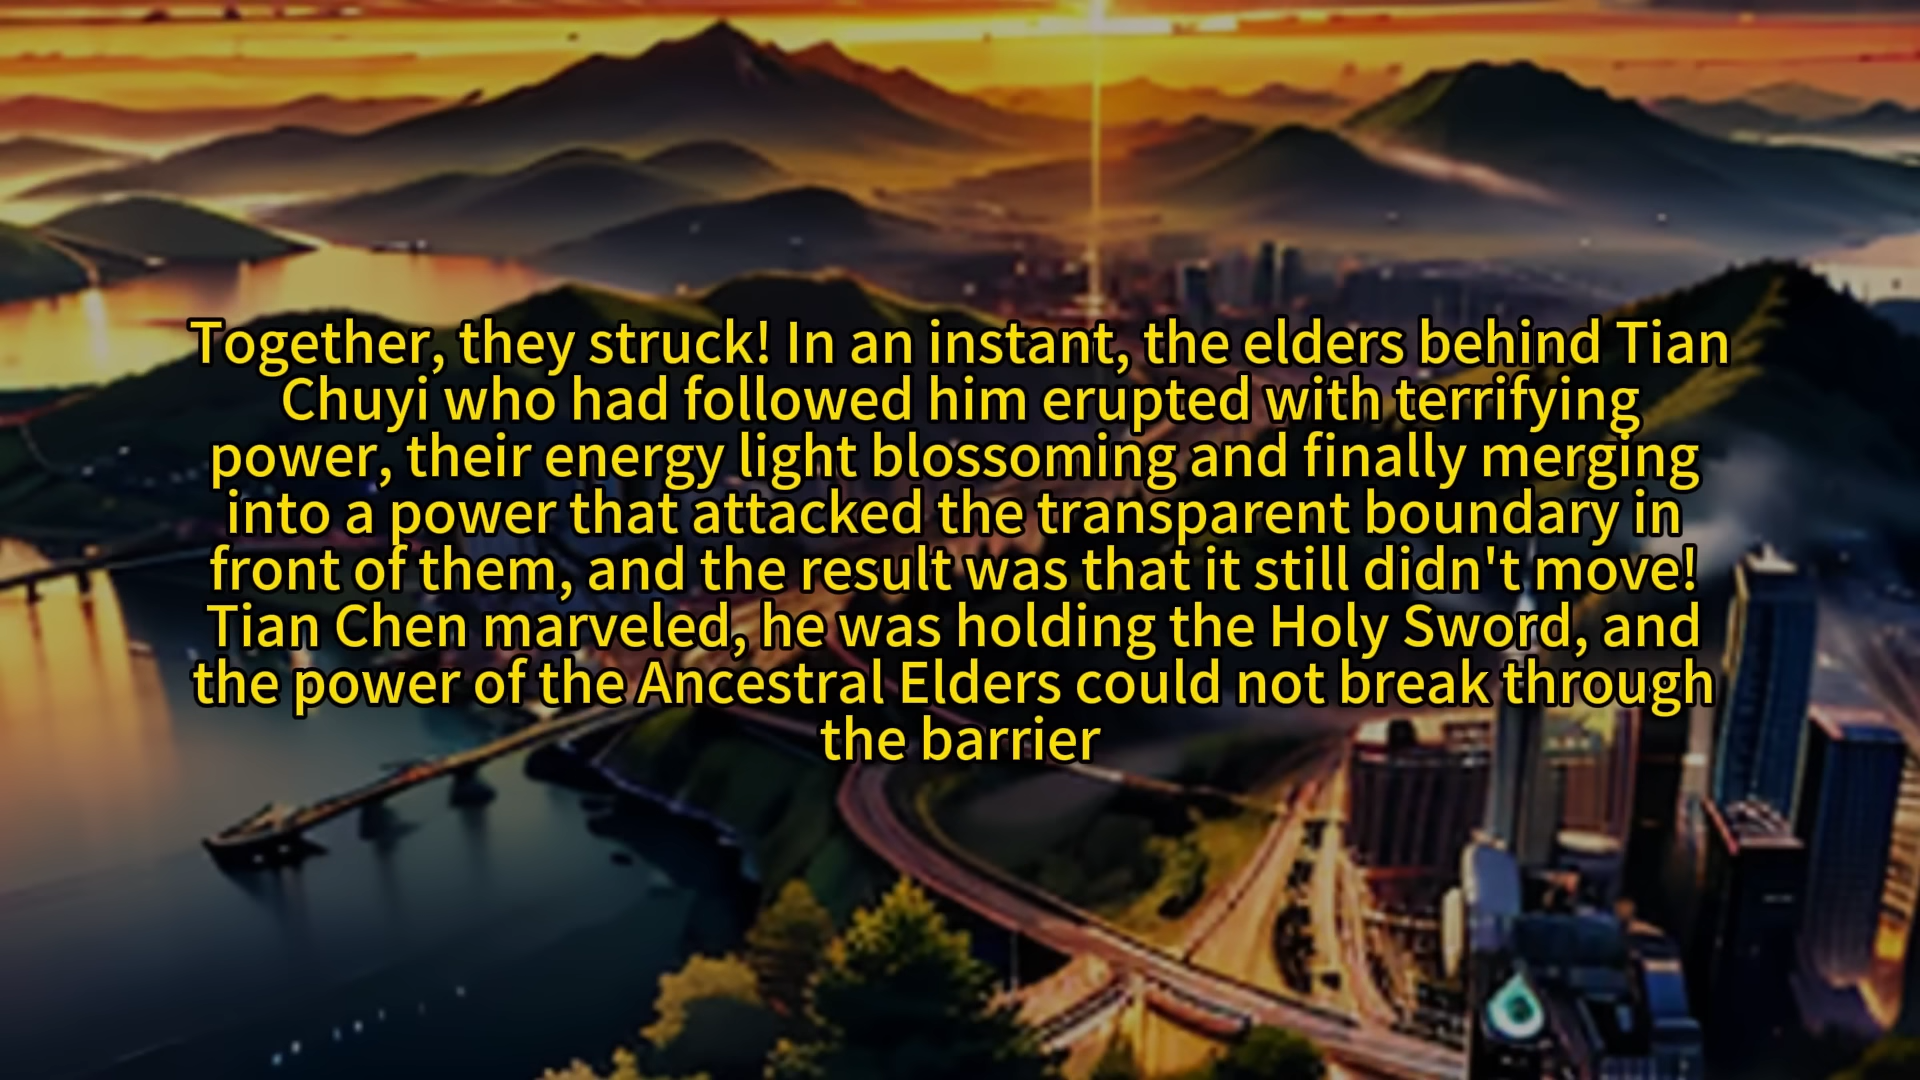 Together, they struck! In an instant, the elders behind Tian
Chuyi who had followed him erupted with terrifying
power, their energy light blossoming and finally merging
into a power that attacked the transparent boundary in
front of them, and the result was that it still didn't move!
Tian Chen marveled, he was holding the Holy Sword, and
the power of the Ancestral Elders could not break through
the barrier